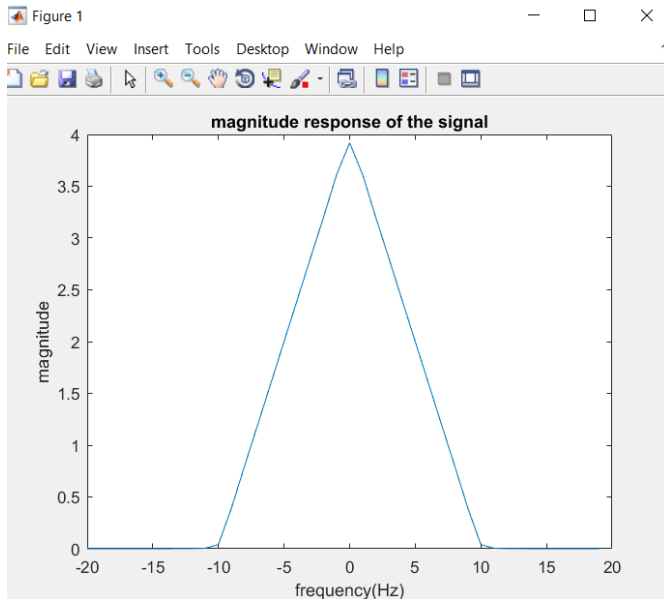 Figure 1
File Edit View Insert Tools Desktop Window Help
magnitude response of the signal
4
3.5
3
2.5
2
1.5
1
0.5
0
magnitude
-20 -15 -10 -5 0 5 10 15 20
frequency(Hz)